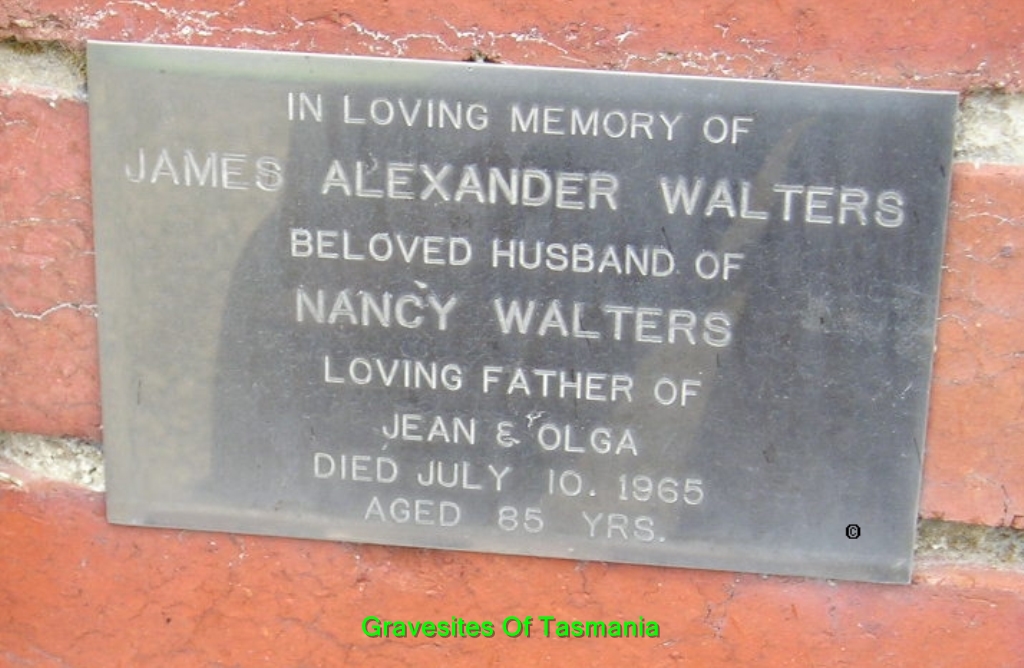 IN LOVING MEMORY OF
JAMES ALEXANDER WALTERS
BELOVED HUSBAND OF
NANCY WALTERS
LOVING FATHER OF
JEAN & OLGA
DIED JULY 10. 1965
AGED 85 YRS.
©
Gravesites Of Tasmania